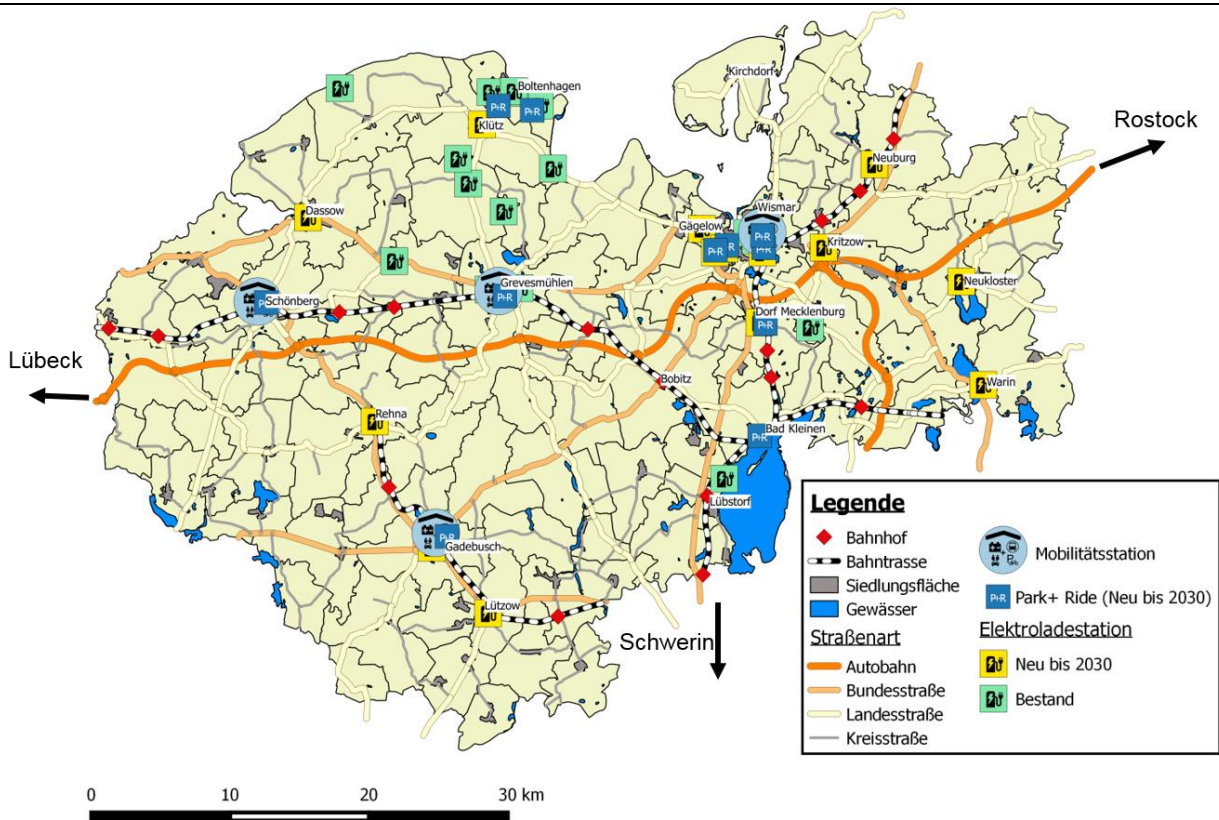 Kirchdorf
Boltenhagen
P+R
P+R
Klütz
Rostock
Neuburg
Dassow
Wismar
Gägelow
P+R
P+R
P+R
P+R
Kritzow
Grevesmühlen
P+R
Schönberg
Neukloster
Dorf Mecklenburg
P+R
Lübeck
Bobitz
Warin
Rehna
Bad Kleinen
P+R
Lübstorf
P+R
Gadebusch
Lützow
Schwerin
Legende
Bahnhof
Bahntrasse
Siedlungsfläche
Gewässer
Straßenart
Autobahn
Bundesstraße
Landesstraße
Kreisstraße
P
Mobilitätsstation
P+R Park+ Ride (Neu bis 2030)
Elektroladestation
Neu bis 2030
Bestand
0 10 20 30 km